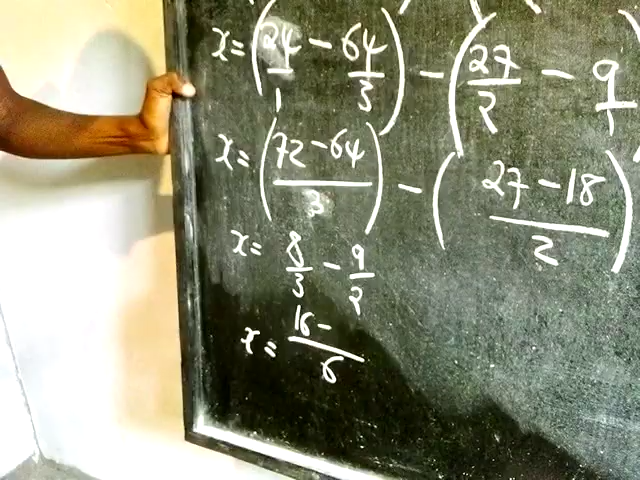 x = (24/1 - 64/3) - (27/2 - 9/1
x = (72 - 64/3) - (27 - 18/2)
x = 8/3 - 9/2
x = 16 - /6